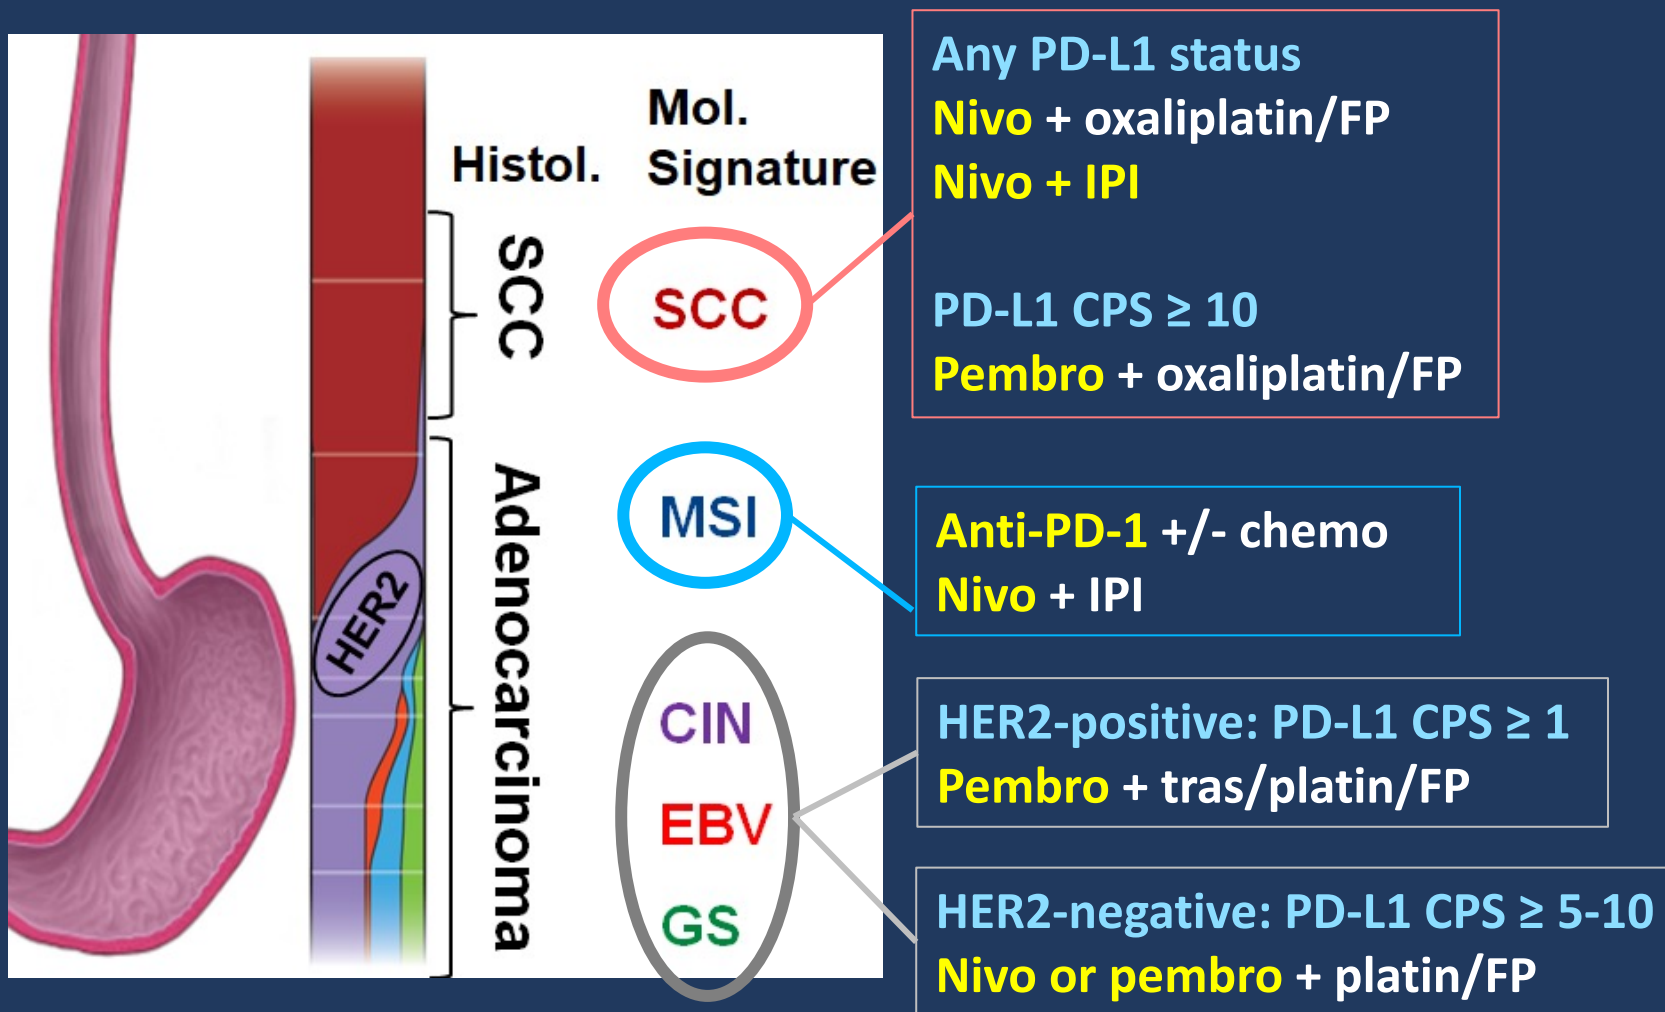 Histol.
Mol.
Signature
SCC
Adenocarcinoma
HER2
SCC
MSI
CIN
EBV
GS
Any PD-L1 status
Nivo + oxaliplatin/FP
Nivo + IPI
PD-L1 CPS ≥ 10
Pembro + oxaliplatin/FP
Anti-PD-1 +/- chemo
Nivo + IPI
HER2-positive: PD-L1 CPS ≥ 1
Pembro + tras/platin/FP
HER2-negative: PD-L1 CPS ≥ 5-10
Nivo or pembro + platin/FP